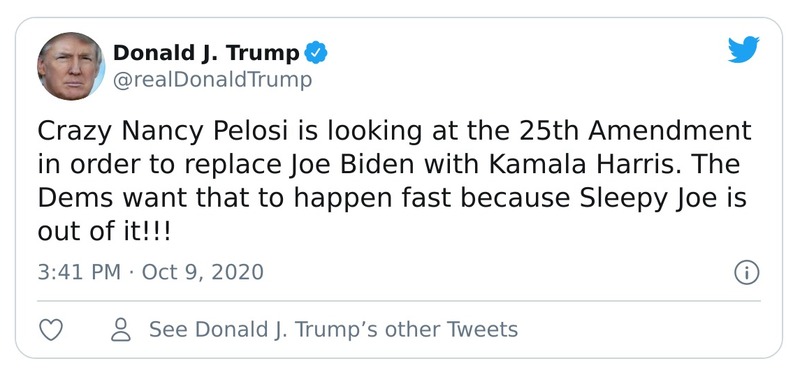 Donald J. Trump
@realDonaldTrump
Crazy Nancy Pelosi is looking at the 25th Amendment
in order to replace Joe Biden with Kamala Harris. The
Dems want that to happen fast because Sleepy Joe is
out of it!!!
3:41 PM · Oct 9, 2020
See Donald J. Trump’s other Tweets